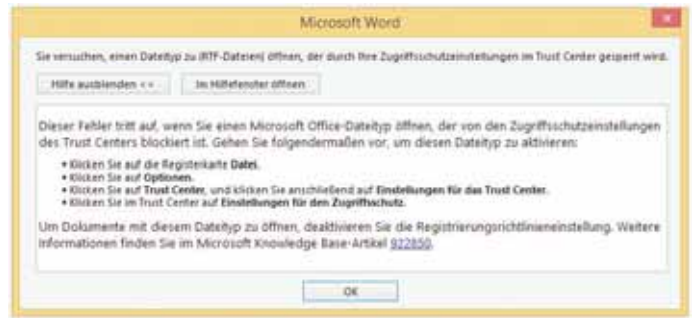 Microsoft Word
Sie versuchen, einen Dateityp zu (RTF-Dateien) öffnen, der durch Ihre Zugriffsschutzeinstellungen im Trust Center gesperrt wird.
Hilfe ausblenden <<
Im Hilfefenster öffnen
Dieser Fehler tritt auf, wenn Sie einen Microsoft Office-Dateityp öffnen, der von den Zugriffsschutzeinstellungen
des Trust Centers blockiert ist. Gehen Sie folgendermaßen vor, um diesen Dateityp zu aktivieren:
• Klicken Sie auf die Registerkarte Datei.
• Klicken Sie auf Optionen.
• Klicken Sie auf Trust Center, und klicken Sie anschließend auf Einstellungen für das Trust Center.
• Klicken Sie im Trust Center auf Einstellungen für den Zugriffsschutz.
Um Dokumente mit diesem Dateityp zu öffnen, deaktivieren Sie die Registrierungsrichtlinieneinstellung. Weitere
Informationen finden Sie im Microsoft Knowledge Base-Artikel 922850.
OK